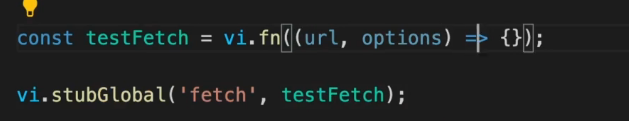 const testFetch = vi.fn((url, options) => {});
vi.stubGlobal('fetch', testFetch);